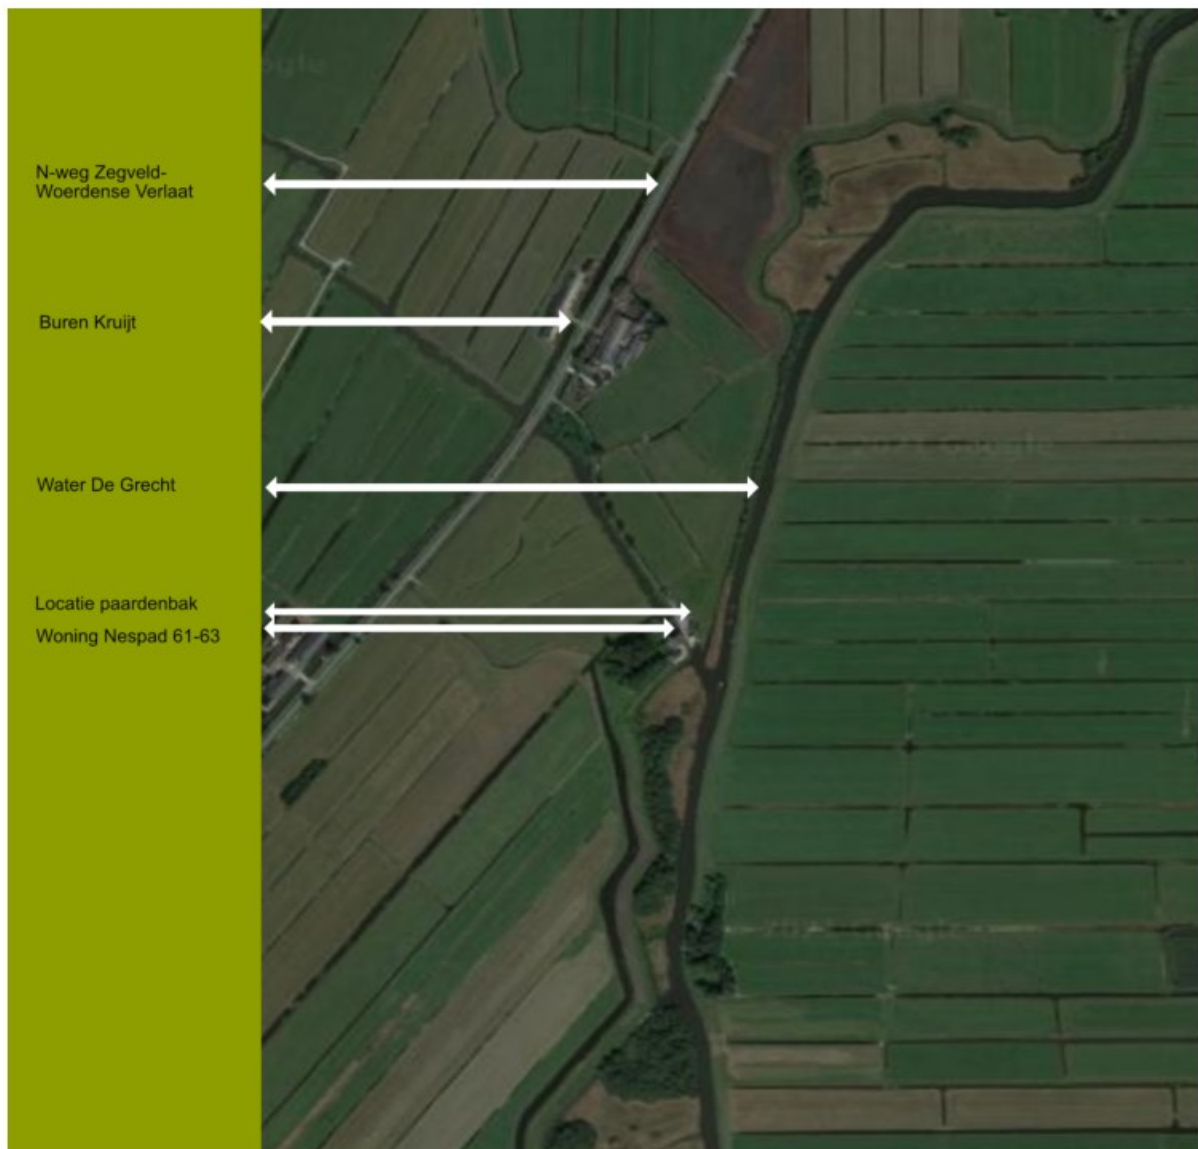 N-weg Zegveld-
Woerdense Verlaat
Buren Kruijt
Water De Grecht
Locatie paardenbak
Woning Nespad 61-63